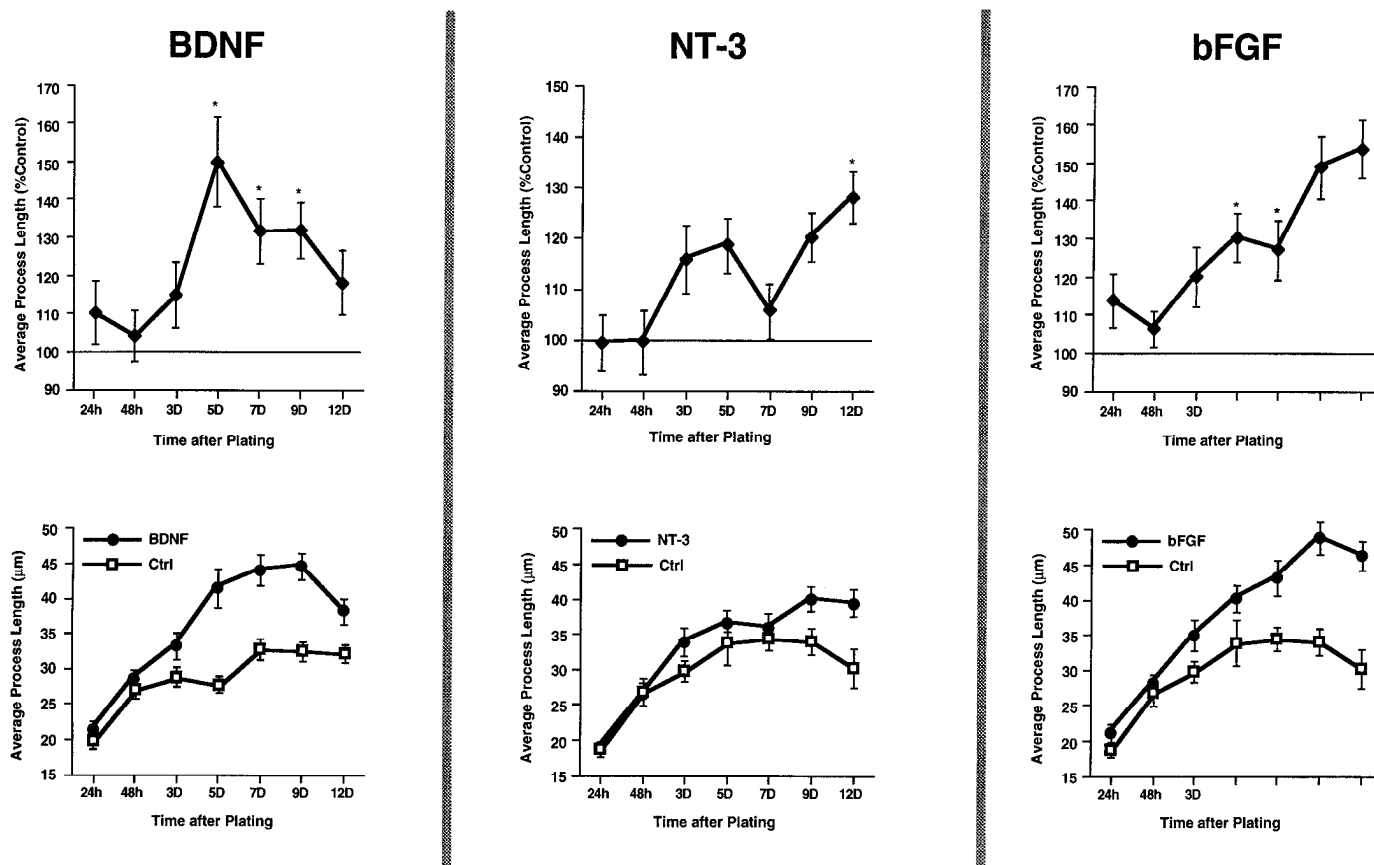 BDNF
NT-3
bFGF
Average Process Length (%Control)
170
160
150
140
130
120
110
100
90
*
*
*
24h 48h 3D 5D 7D 9D 12D
Time after Plating
Average Process Length (%Control)
150
140
130
120
110
100
90
*
24h 48h 3D 5D 7D 9D 12D
Time after Plating
Average Process Length (%Control)
170
160
150
140
130
120
110
100
90
*
*
24h 48h 3D
Time after Plating
Average Process Length (µm)
50
45
40
35
30
25
20
15
BDNF
Ctrl
24h 48h 3D 5D 7D 9D 12D
Time after Plating
Average Process Length (µm)
50
45
40
35
30
25
20
15
NT-3
Ctrl
24h 48h 3D 5D 7D 9D 12D
Time after Plating
Average Process Length (µm)
50
45
40
35
30
25
20
15
bFGF
Ctrl
24h 48h 3D
Time after Plating